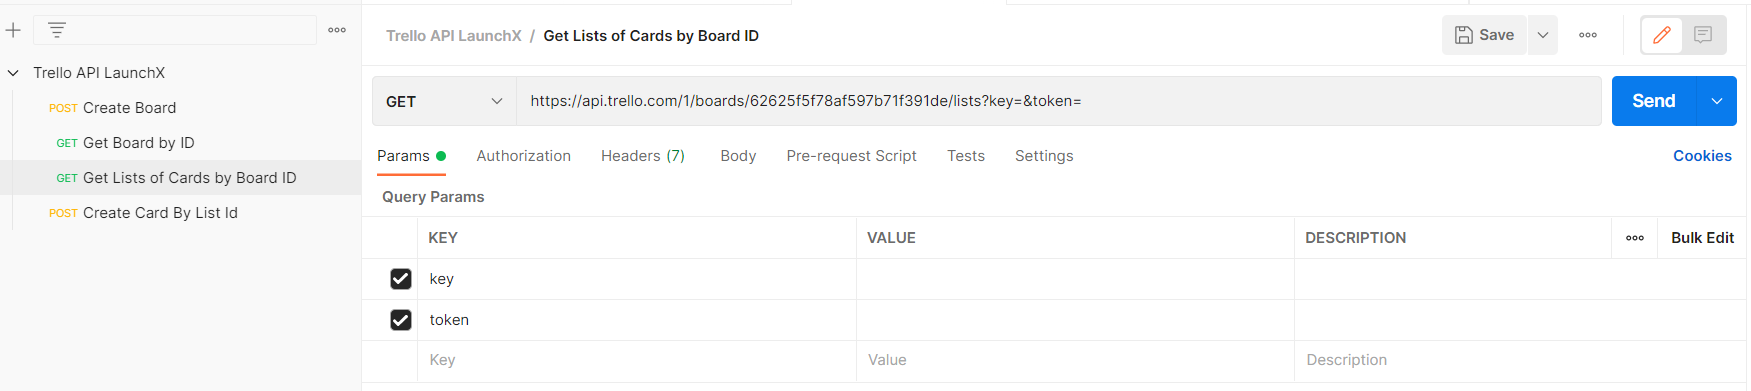 Trello API LaunchX / Get Lists of Cards by Board ID
Save
Trello API LaunchX
POST Create Board
GET Get Board by ID
GET Get Lists of Cards by Board ID
POST Create Card By List Id
GET
https://api.trello.com/1/boards/62625f5f78af597b71f391de/lists?key=&token=
Send
Params Authorization Headers (7) Body Pre-request Script Tests Settings Cookies
Query Params
KEY VALUE DESCRIPTION Bulk Edit
key
token
Key Value Description